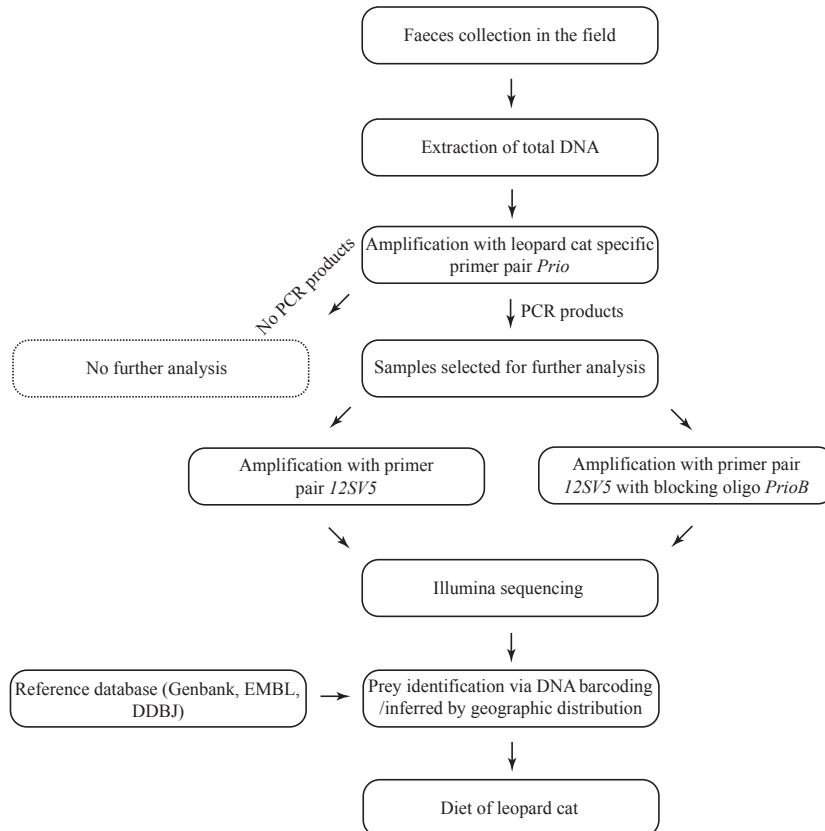 Faeces collection in the field
Extraction of total DNA
Amplification with leopard cat specific
primer pair Prio
No PCR products
PCR products
No further analysis
Samples selected for further analysis
Amplification with primer
pair 12SV5
Amplification with primer pair
12SV5 with blocking oligo PrioB
Illumina sequencing
Reference database (Genbank, EMBL,
DDBJ)
Prey identification via DNA barcoding
/inferred by geographic distribution
Diet of leopard cat